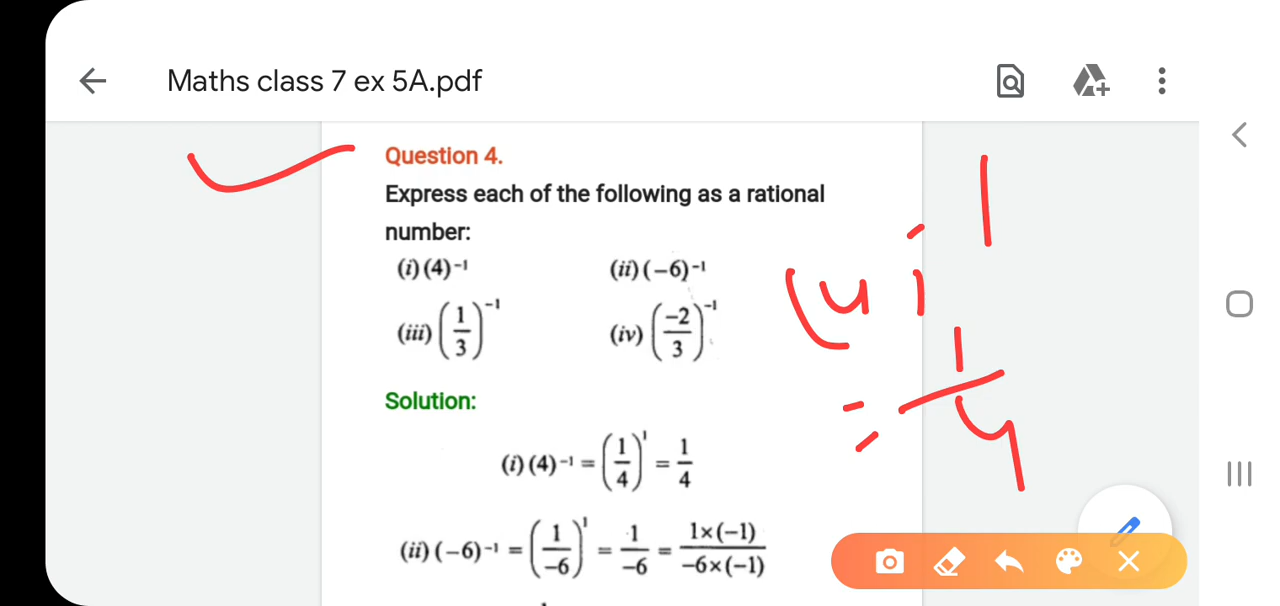 Maths class 7 ex 5A.pdf
Question 4.
Express each of the following as a rational
number:
(i) (4)⁻¹ (ii) (−6)⁻¹
(iii) (1/3)⁻¹ (iv) (−2/3)⁻¹
Solution:
(i) (4)⁻¹ = (1/4)¹ = 1/4
(ii) (−6)⁻¹ = (1/−6)¹ = 1/−6 = 1×(−1)/−6×(−1)
= 1/4